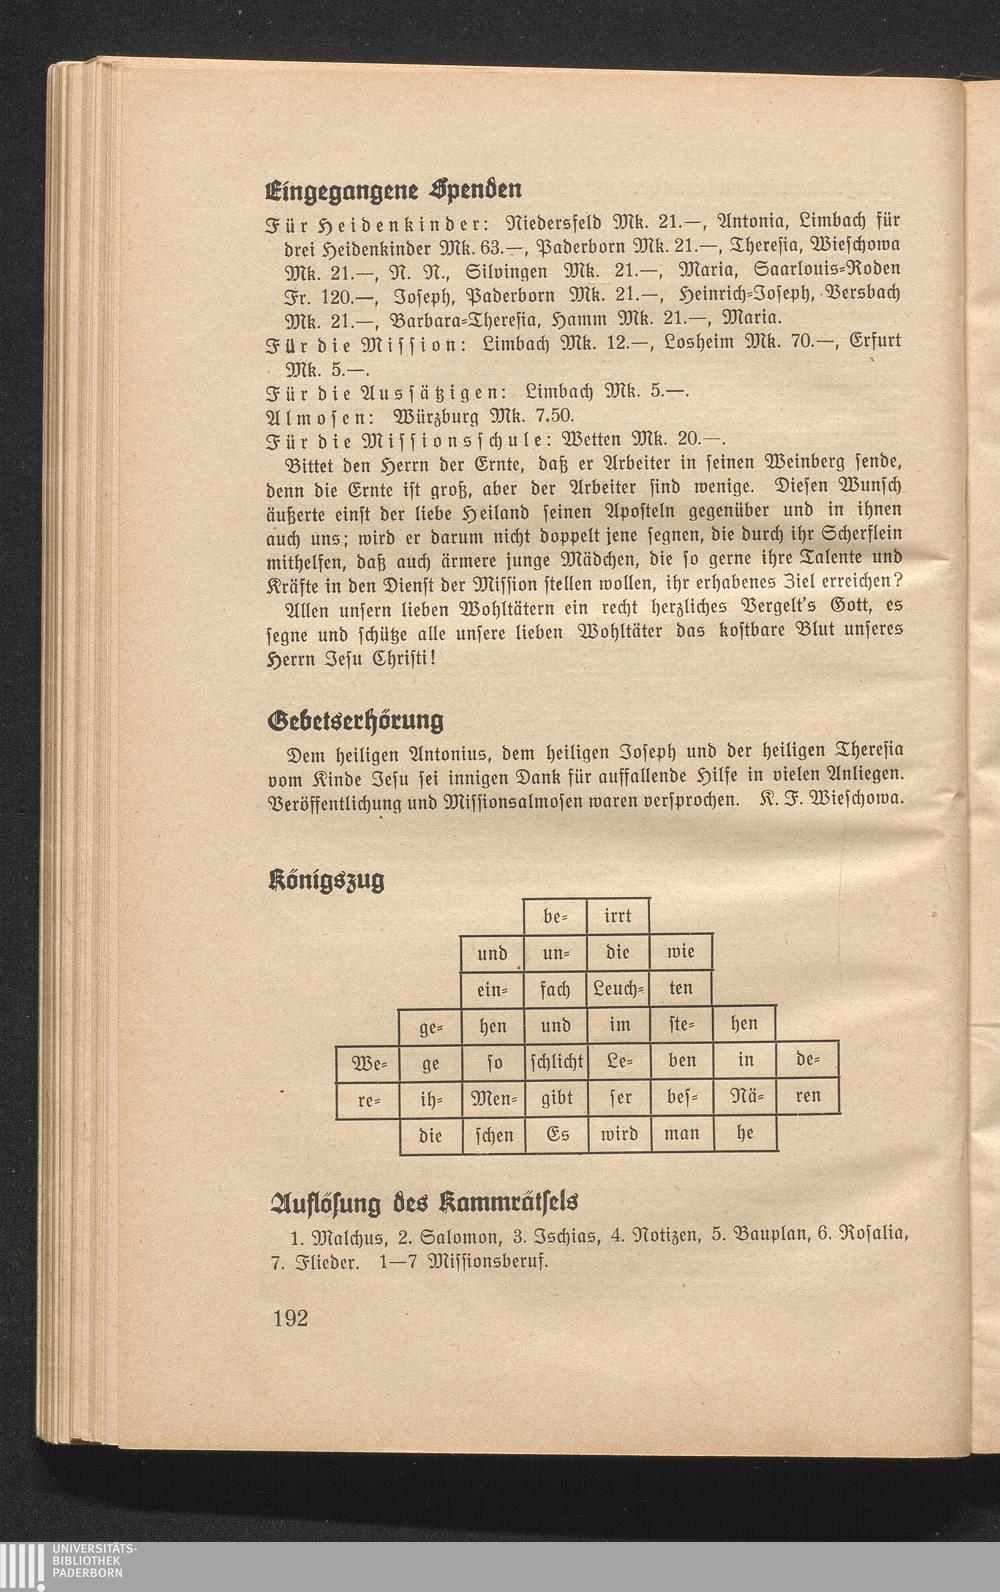 Eingegangene Spenden
Für Heidenkinder: Niedersfeld Mk. 21.—, Antonia, Limbach für
drei Heidenkinder Mk. 63.—, Paderborn Mk. 21.—, Theresia, Wieschowa
Mk. 21.—, N. N., Silvingen Mk. 21.—, Maria, Saarlouis-Roden
Fr. 120.—, Joseph, Paderborn Mk. 21.—, Heinrich-Joseph, Versbach
Mk. 21.—, Barbara-Theresia, Hamm Mk. 21.—, Maria.
Für die Mission: Limbach Mk. 12.—, Losheim Mk. 70.—, Erfurt
Mk. 5.—.
Für die Aussätzigen: Limbach Mk. 5.—.
Almosen: Würzburg Mk. 7.50.
Für die Missionsschule: Wetten Mk. 20.—.
Bittet den Herrn der Ernte, daß er Arbeiter in seinen Weinberg sende,
denn die Ernte ist groß, aber der Arbeiter sind wenige. Diesen Wunsch
äußerte einst der liebe Heiland seinen Aposteln gegenüber und in ihnen
auch uns; wird er darum nicht doppelt jene segnen, die durch ihr Scherflein
mithelfen, daß auch ärmere junge Mädchen, die so gerne ihre Talente und
Kräfte in den Dienst der Mission stellen wollen, ihr erhabenes Ziel erreichen?
Allen unsern lieben Wohltätern ein recht herzliches Vergelt's Gott, es
segne und schütze alle unsere lieben Wohltäter das kostbare Blut unseres
Herrn Jesu Christi!
Gebetserhörung
Dem heiligen Antonius, dem heiligen Joseph und der heiligen Theresia
vom Kinde Jesu sei innigen Dank für auffallende Hilfe in vielen Anliegen.
Veröffentlichung und Missionsalmosen waren versprochen. K. F. Wieschowa.
Königszug
be- irrt
und un- die wie
ein- fach Leuch- ten
ge- hen und im ste- hen
We- ge so schlicht Le- ben in de-
re- ih- Men- gibt ser bes- Nä- ren
die schen Es wird man he
Auflösung des Kammrätsels
1. Malchus, 2. Salomon, 3. Ischias, 4. Notizen, 5. Bauplan, 6. Rosalia,
7. Flieder. 1—7 Missionsberuf.
192
UNIVERSITÄTS-
BIBLIOTHEK
PADERBORN